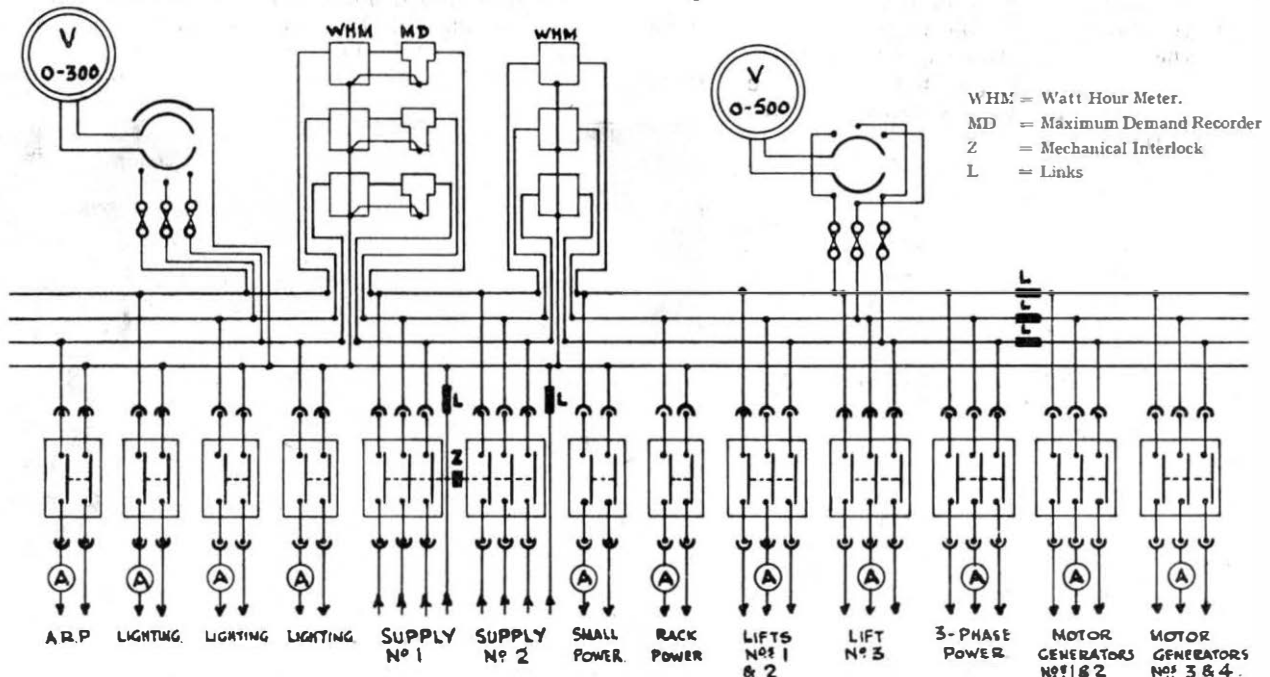 WHM MD WHM
V
0-300
V
0-500
WHM = Watt Hour Meter.
MD = Maximum Demand Recorder
Z = Mechanical Interlock
L = Links
L
L
L
L
L
Z
A
A
A
A
A
A
A
A
A
A
A
A.R.P
LIGHTING.
LIGHTING
LIGHTING.
SUPPLY
Nº 1
SUPPLY
Nº 2
SMALL
POWER.
RACK
POWER
LIFTS
Nºs 1
& 2
LIFT
Nº 3
3-PHASE
POWER
MOTOR
GENERATORS
Nºs 1 & 2
MOTOR
GENERATORS
Nºs 3 & 4.